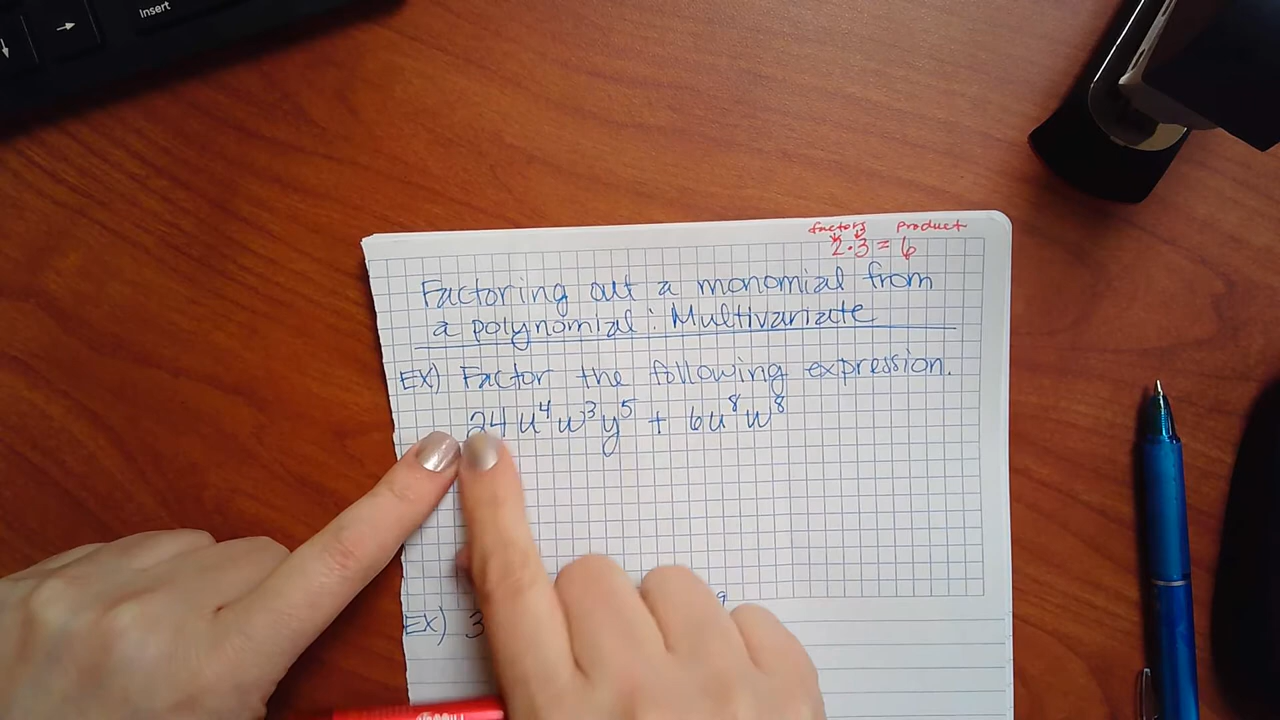 Insert
factors product
2·3 = 6
Factoring out a monomial from
a polynomial: Multivariate
EX) Factor the following expression.
24u⁴w³y⁵ + 6u⁸w⁸
EX) 3